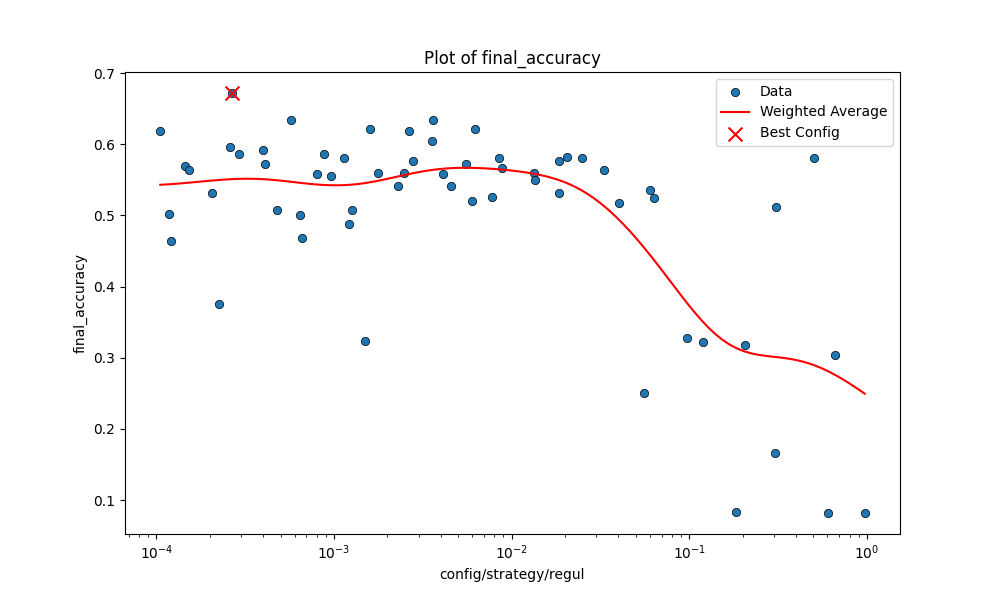 Plot of final_accuracy
Data
Weighted Average
Best Config
0.7
0.6
0.5
0.4
0.3
0.2
0.1
final_accuracy
10⁻⁴ 10⁻³ 10⁻² 10⁻¹ 10⁰
config/strategy/regul